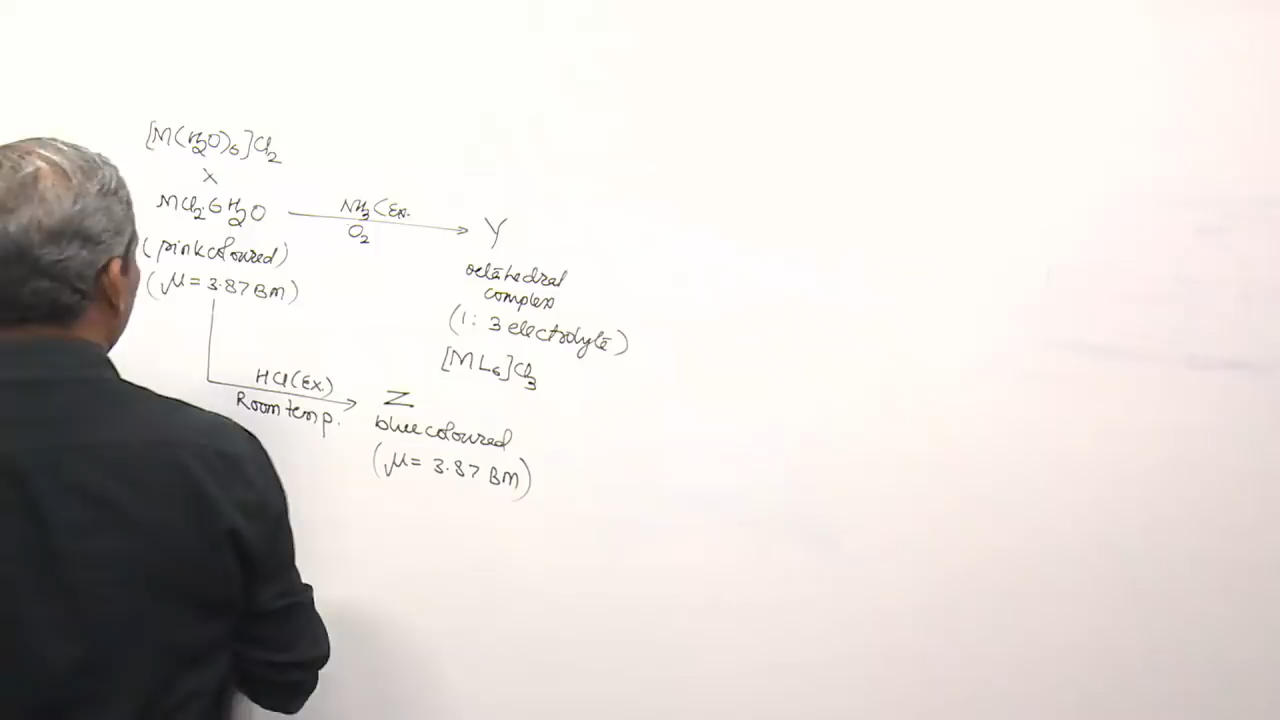 [M(H2O)6]Cl2
X
MCl2.6H2O
NH3(Ex.
O2
Y
(pink coloured)
(μ = 3.87 BM)
octahedral
complex
(1: 3 electrolyte)
[ML6]Cl3
HCl(Ex.)
Room temp.
Z
blue coloured
(μ = 3.87 BM)